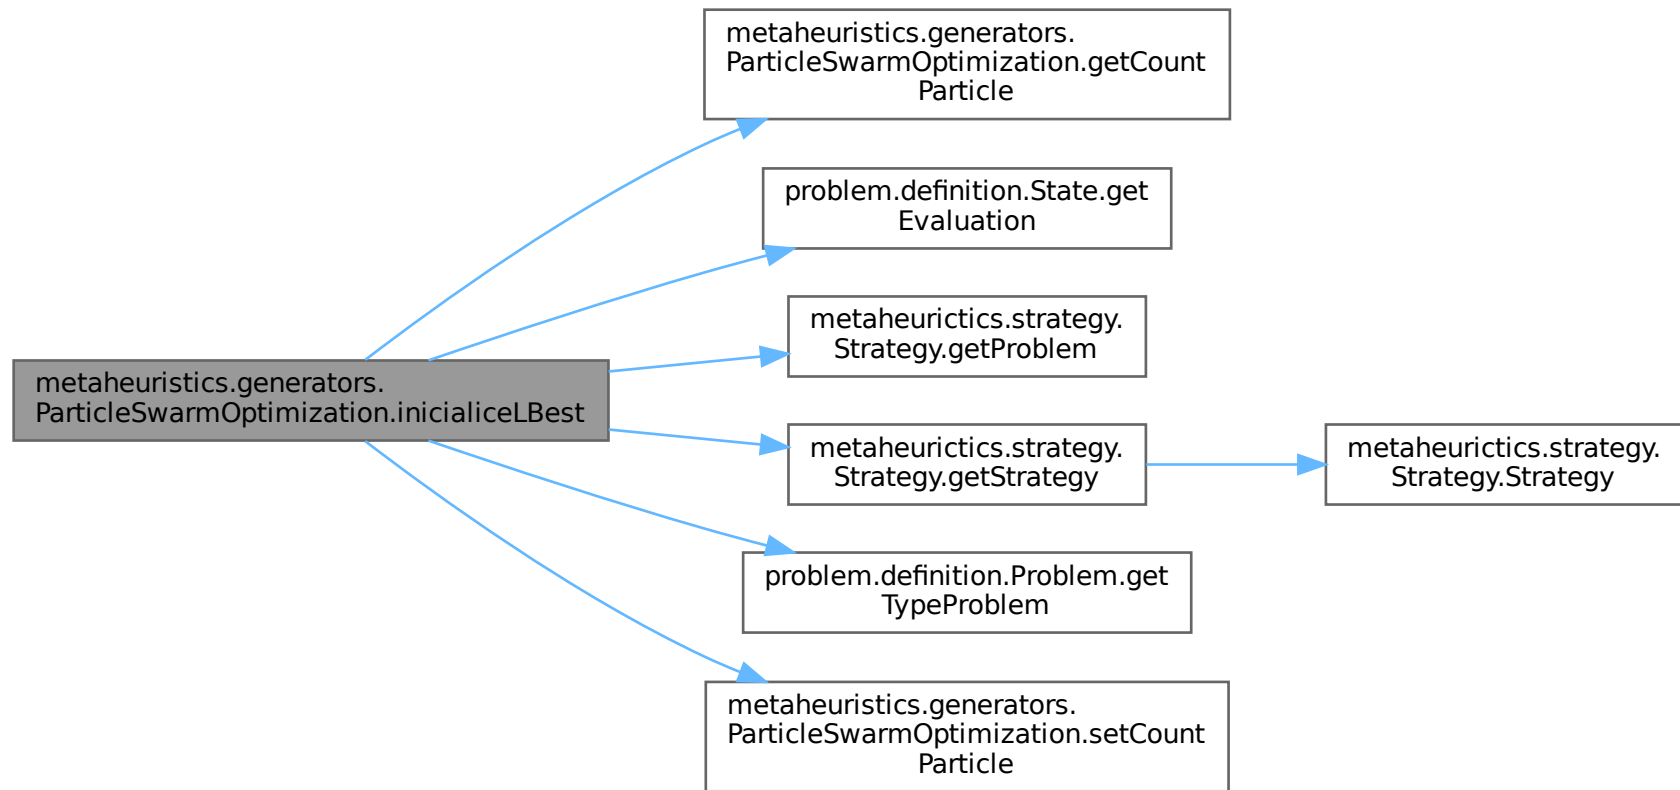 metaheuristics.generators.
ParticleSwarmOptimization.getCount
Particle
problem.definition.State.get
Evaluation
metaheurictics.strategy.
Strategy.getProblem
metaheuristics.generators.
ParticleSwarmOptimization.inicialiceLBest
metaheurictics.strategy.
Strategy.getStrategy
metaheurictics.strategy.
Strategy.Strategy
problem.definition.Problem.get
TypeProblem
metaheuristics.generators.
ParticleSwarmOptimization.setCount
Particle